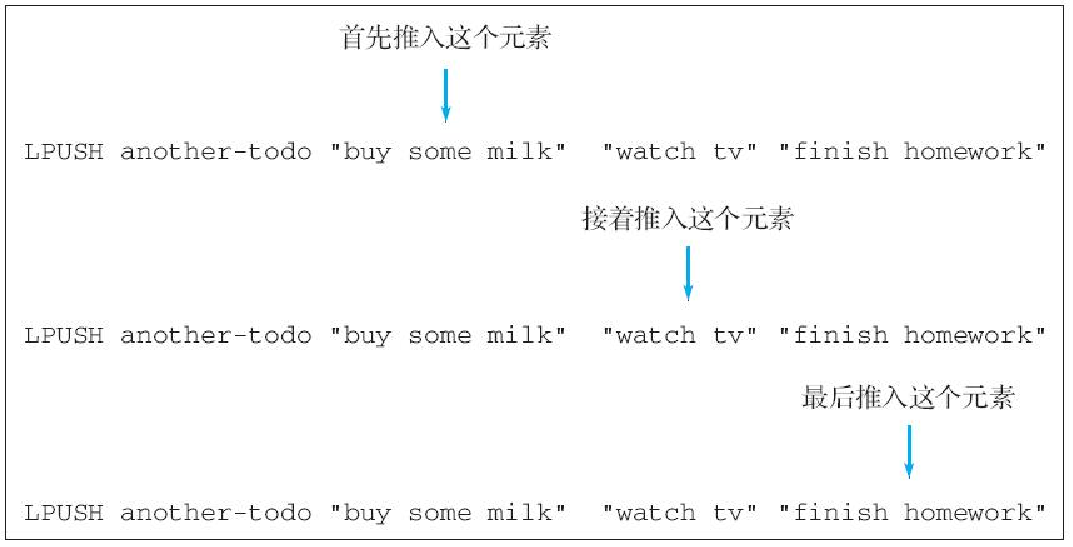 首先推入这个元素
LPUSH another-todo "buy some milk"  "watch tv" "finish homework"
接着推入这个元素
LPUSH another-todo "buy some milk"  "watch tv" "finish homework"
最后推入这个元素
LPUSH another-todo "buy some milk"  "watch tv" "finish homework"